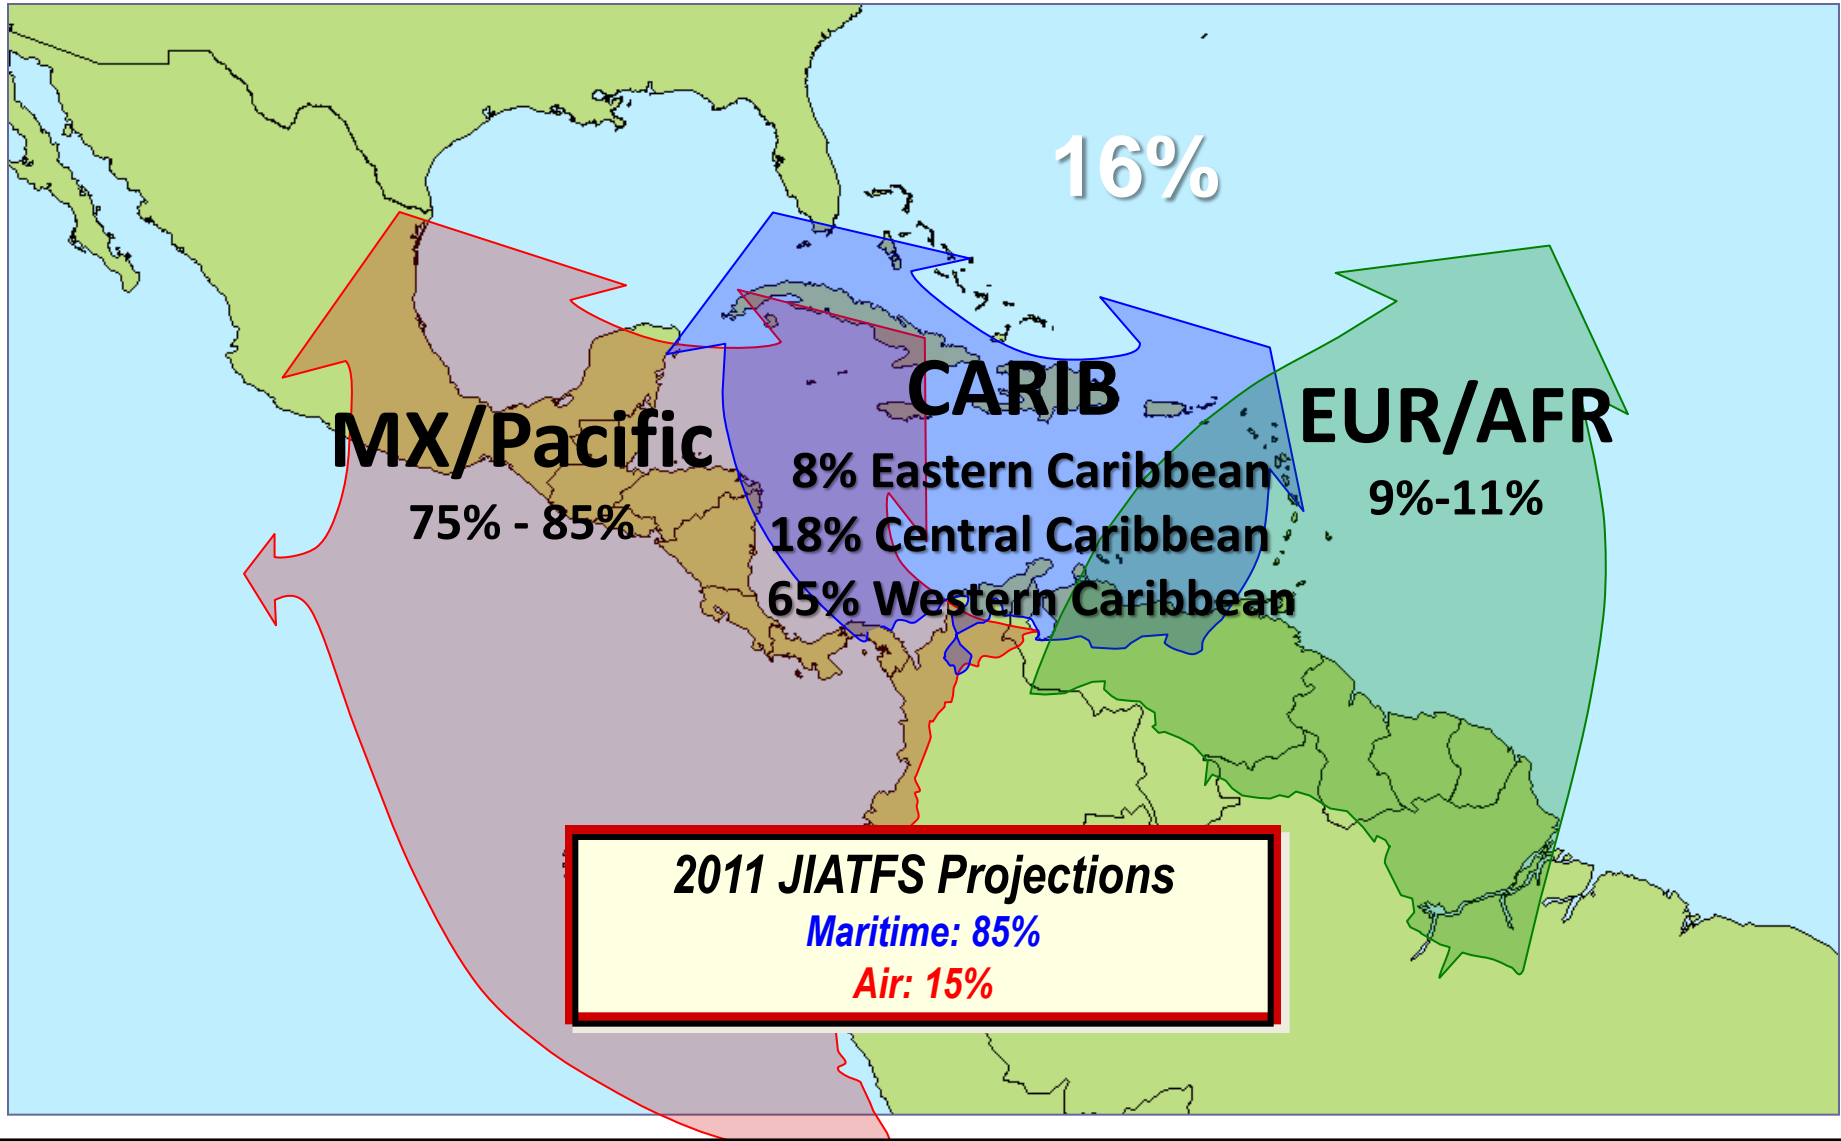 16%
CARIB
MX/Pacific
EUR/AFR
8% Eastern Caribbean
75% - 85%
9%-11%
18% Central Caribbean
65% Western Caribbean
2011 JIATFS Projections
Maritime: 85%
Air: 15%